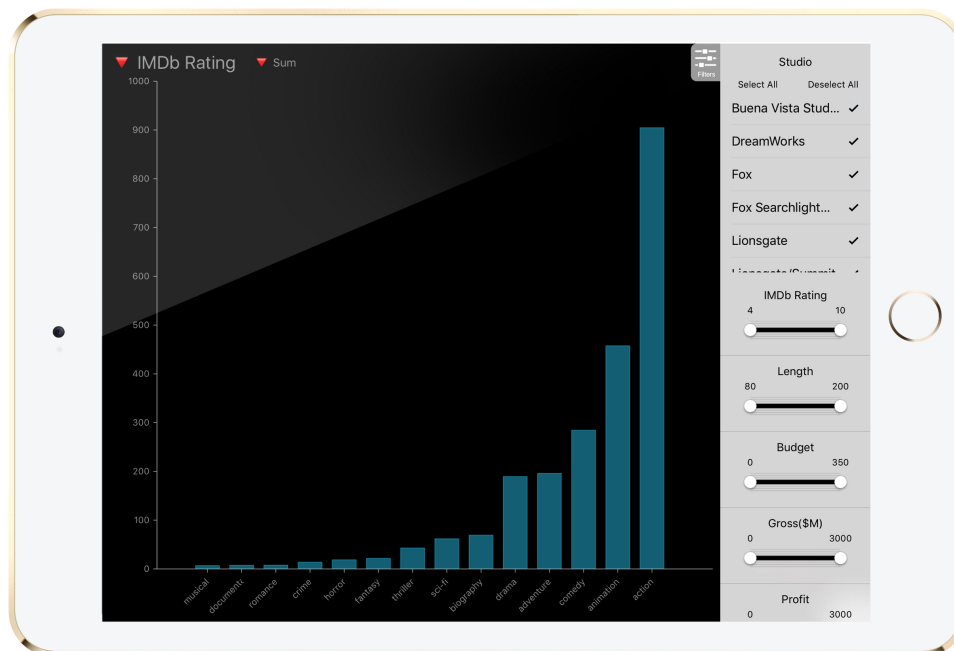 IMDb Rating
Sum
Filters
1000
900
800
700
600
500
400
300
200
100
0
musical
documentr
romance
crime
horror
fantasy
thriller
sci-fi
biography
drama
adventure
comedy
animation
action
Studio
Select All Deselect All
Buena Vista Stud...
DreamWorks
Fox
Fox Searchlight...
Lionsgate
Lionsgate/Summit
IMDb Rating
4 10
Length
80 200
Budget
0 350
Gross($M)
0 3000
Profit
0 3000